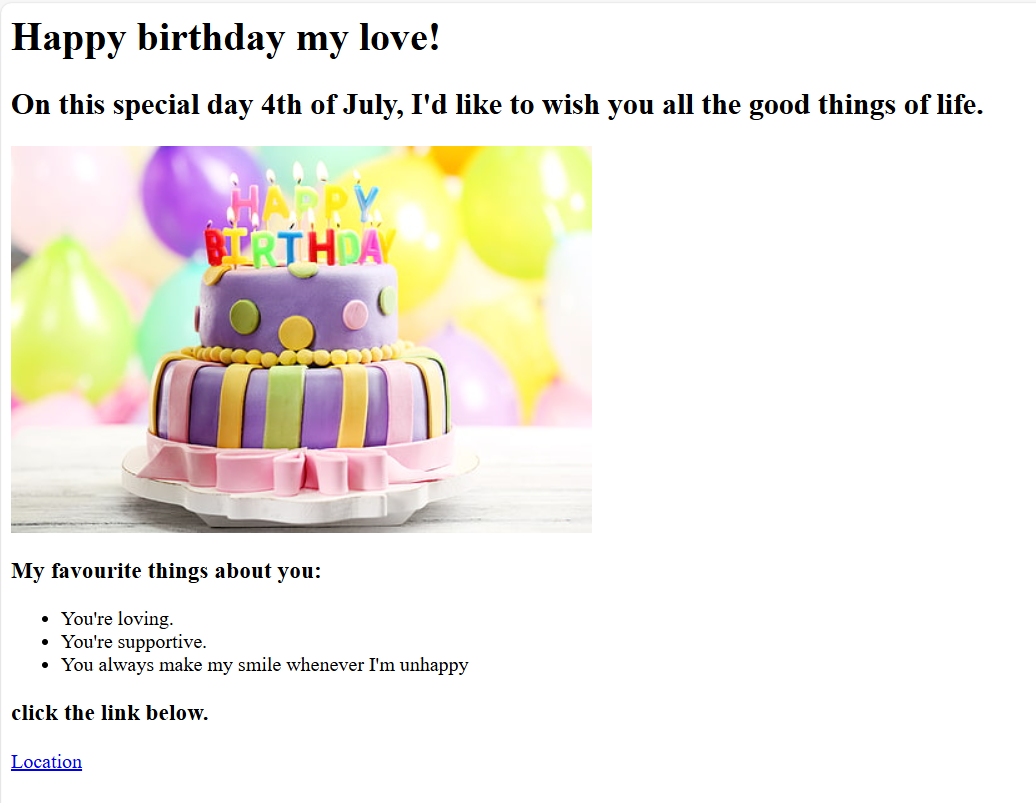 Happy birthday my love!
On this special day 4th of July, I'd like to wish you all the good things of life.
HAPPY
BIRTHDAY
My favourite things about you:
You're loving.
You're supportive.
You always make my smile whenever I'm unhappy
click the link below.
Location